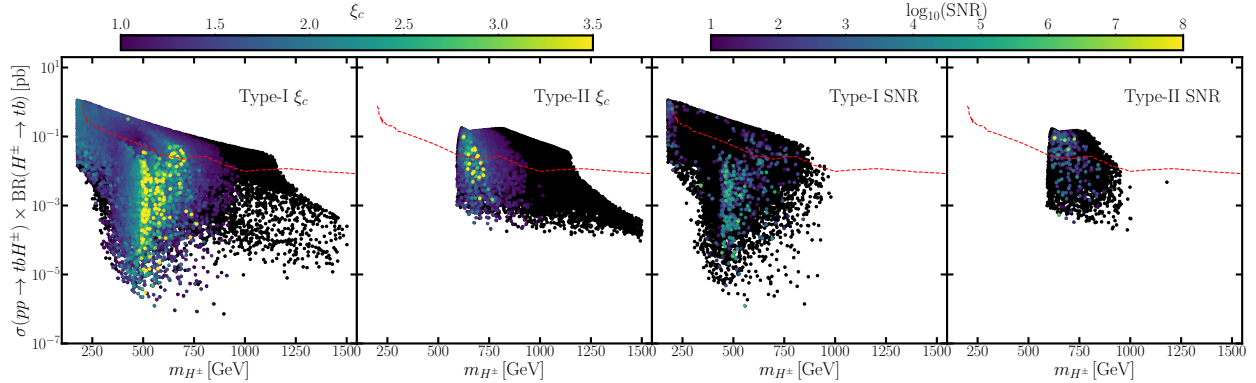 ξ_c
log₁₀(SNR)
1.0 1.5 2.0 2.5 3.0 3.5
1 2 3 4 5 6 7 8
σ(pp → tbH^±) × BR(H^± → tb) [pb]
10¹
10⁻¹
10⁻³
10⁻⁵
10⁻⁷
Type-I ξ_c
Type-II ξ_c
Type-I SNR
Type-II SNR
250 500 750 1000 1250 1500
250 500 750 1000 1250 1500
250 500 750 1000 1250 1500
250 500 750 1000 1250 1500
m_{H^±} [GeV]
m_{H^±} [GeV]
m_{H^±} [GeV]
m_{H^±} [GeV]